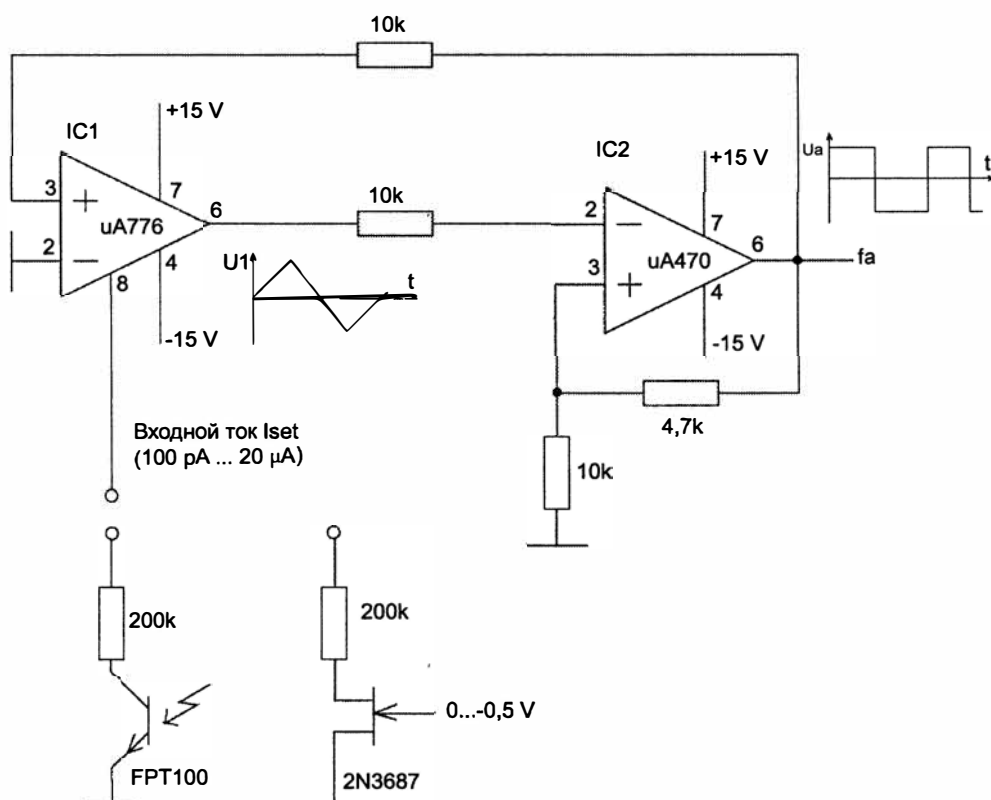 10k
+15 V
IC1
3
+
7
uA776
6
2
−
4
8
-15 V
10k
U1
t
IC2
+15 V
2
−
7
uA470
6
3
+
4
-15 V
Ua
t
fa
4,7k
10k
Входной ток Iset
(100 pA ... 20 µA)
200k
FPT100
200k
0...-0,5 V
2N3687